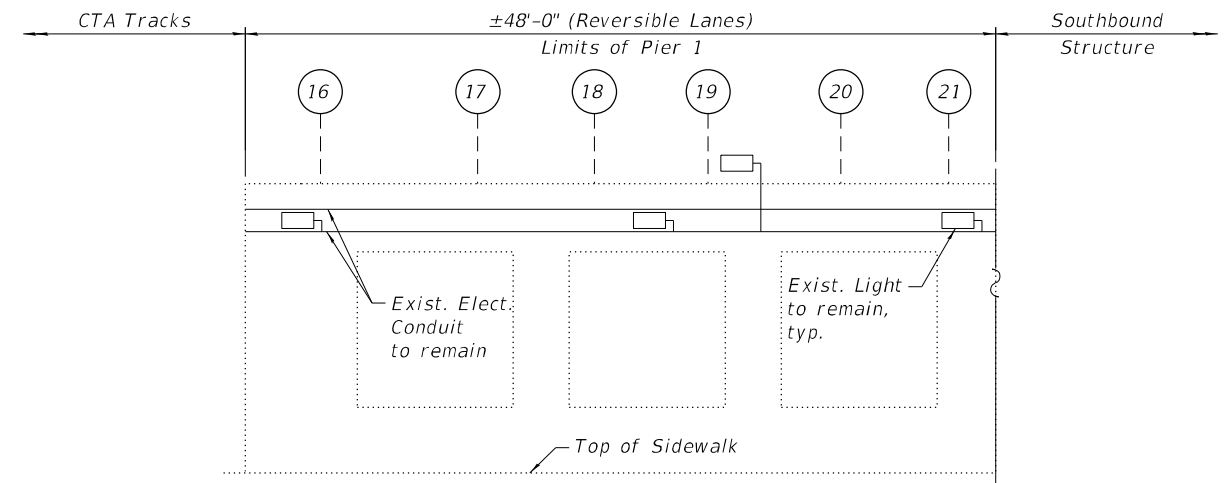 CTA Tracks
±48'-0" (Reversible Lanes)
Limits of Pier 1
Southbound
Structure
16
17
18
19
20
21
Exist. Elect.
Conduit
to remain
Exist. Light
to remain,
typ.
Top of Sidewalk